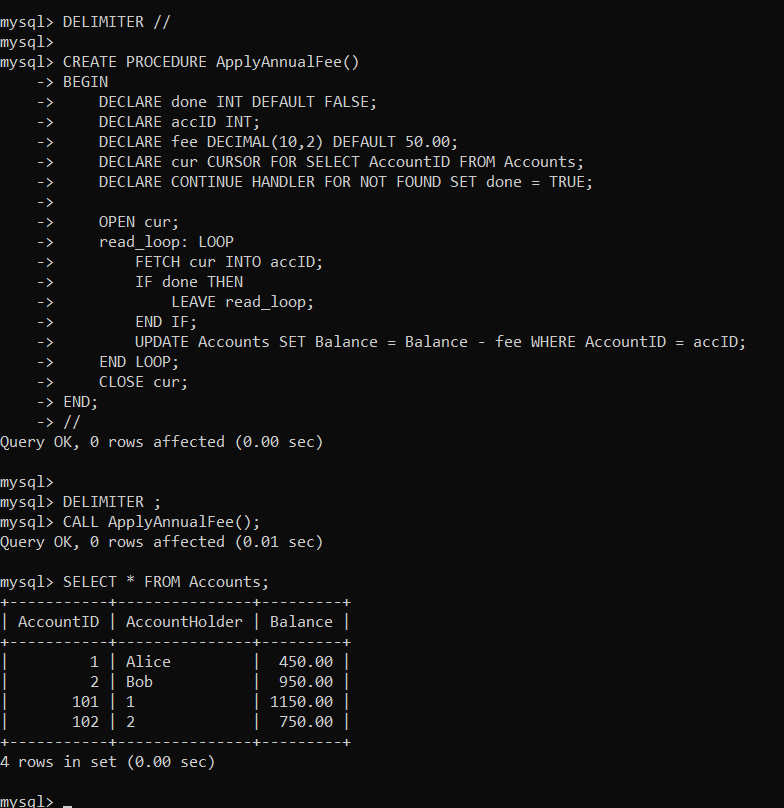 mysql> DELIMITER //
mysql>
mysql> CREATE PROCEDURE ApplyAnnualFee()
    -> BEGIN
    ->     DECLARE done INT DEFAULT FALSE;
    ->     DECLARE accID INT;
    ->     DECLARE fee DECIMAL(10,2) DEFAULT 50.00;
    ->     DECLARE cur CURSOR FOR SELECT AccountID FROM Accounts;
    ->     DECLARE CONTINUE HANDLER FOR NOT FOUND SET done = TRUE;
    ->
    ->     OPEN cur;
    ->     read_loop: LOOP
    ->         FETCH cur INTO accID;
    ->         IF done THEN
    ->             LEAVE read_loop;
    ->         END IF;
    ->         UPDATE Accounts SET Balance = Balance - fee WHERE AccountID = accID;
    ->     END LOOP;
    ->     CLOSE cur;
    -> END;
    -> //
Query OK, 0 rows affected (0.00 sec)

mysql>
mysql> DELIMITER ;
mysql> CALL ApplyAnnualFee();
Query OK, 0 rows affected (0.01 sec)

mysql> SELECT * FROM Accounts;
+-----------+---------------+---------+
| AccountID | AccountHolder | Balance |
+-----------+---------------+---------+
|         1 | Alice         |  450.00 |
|         2 | Bob           |  950.00 |
|       101 | 1             | 1150.00 |
|       102 | 2             |  750.00 |
+-----------+---------------+---------+
4 rows in set (0.00 sec)

mysql> _